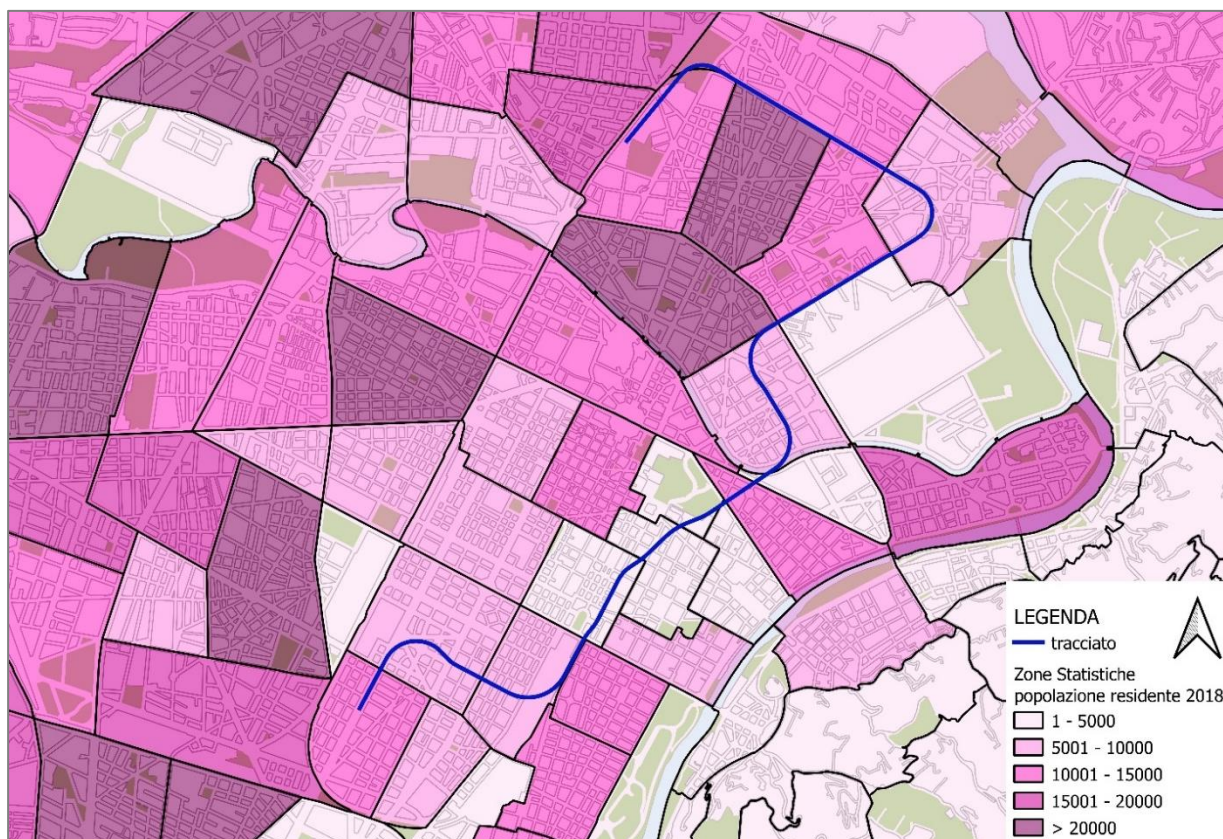 LEGENDA
tracciato
Zone Statistiche
popolazione residente 2018
1 - 5000
5001 - 10000
10001 - 15000
15001 - 20000
> 20000